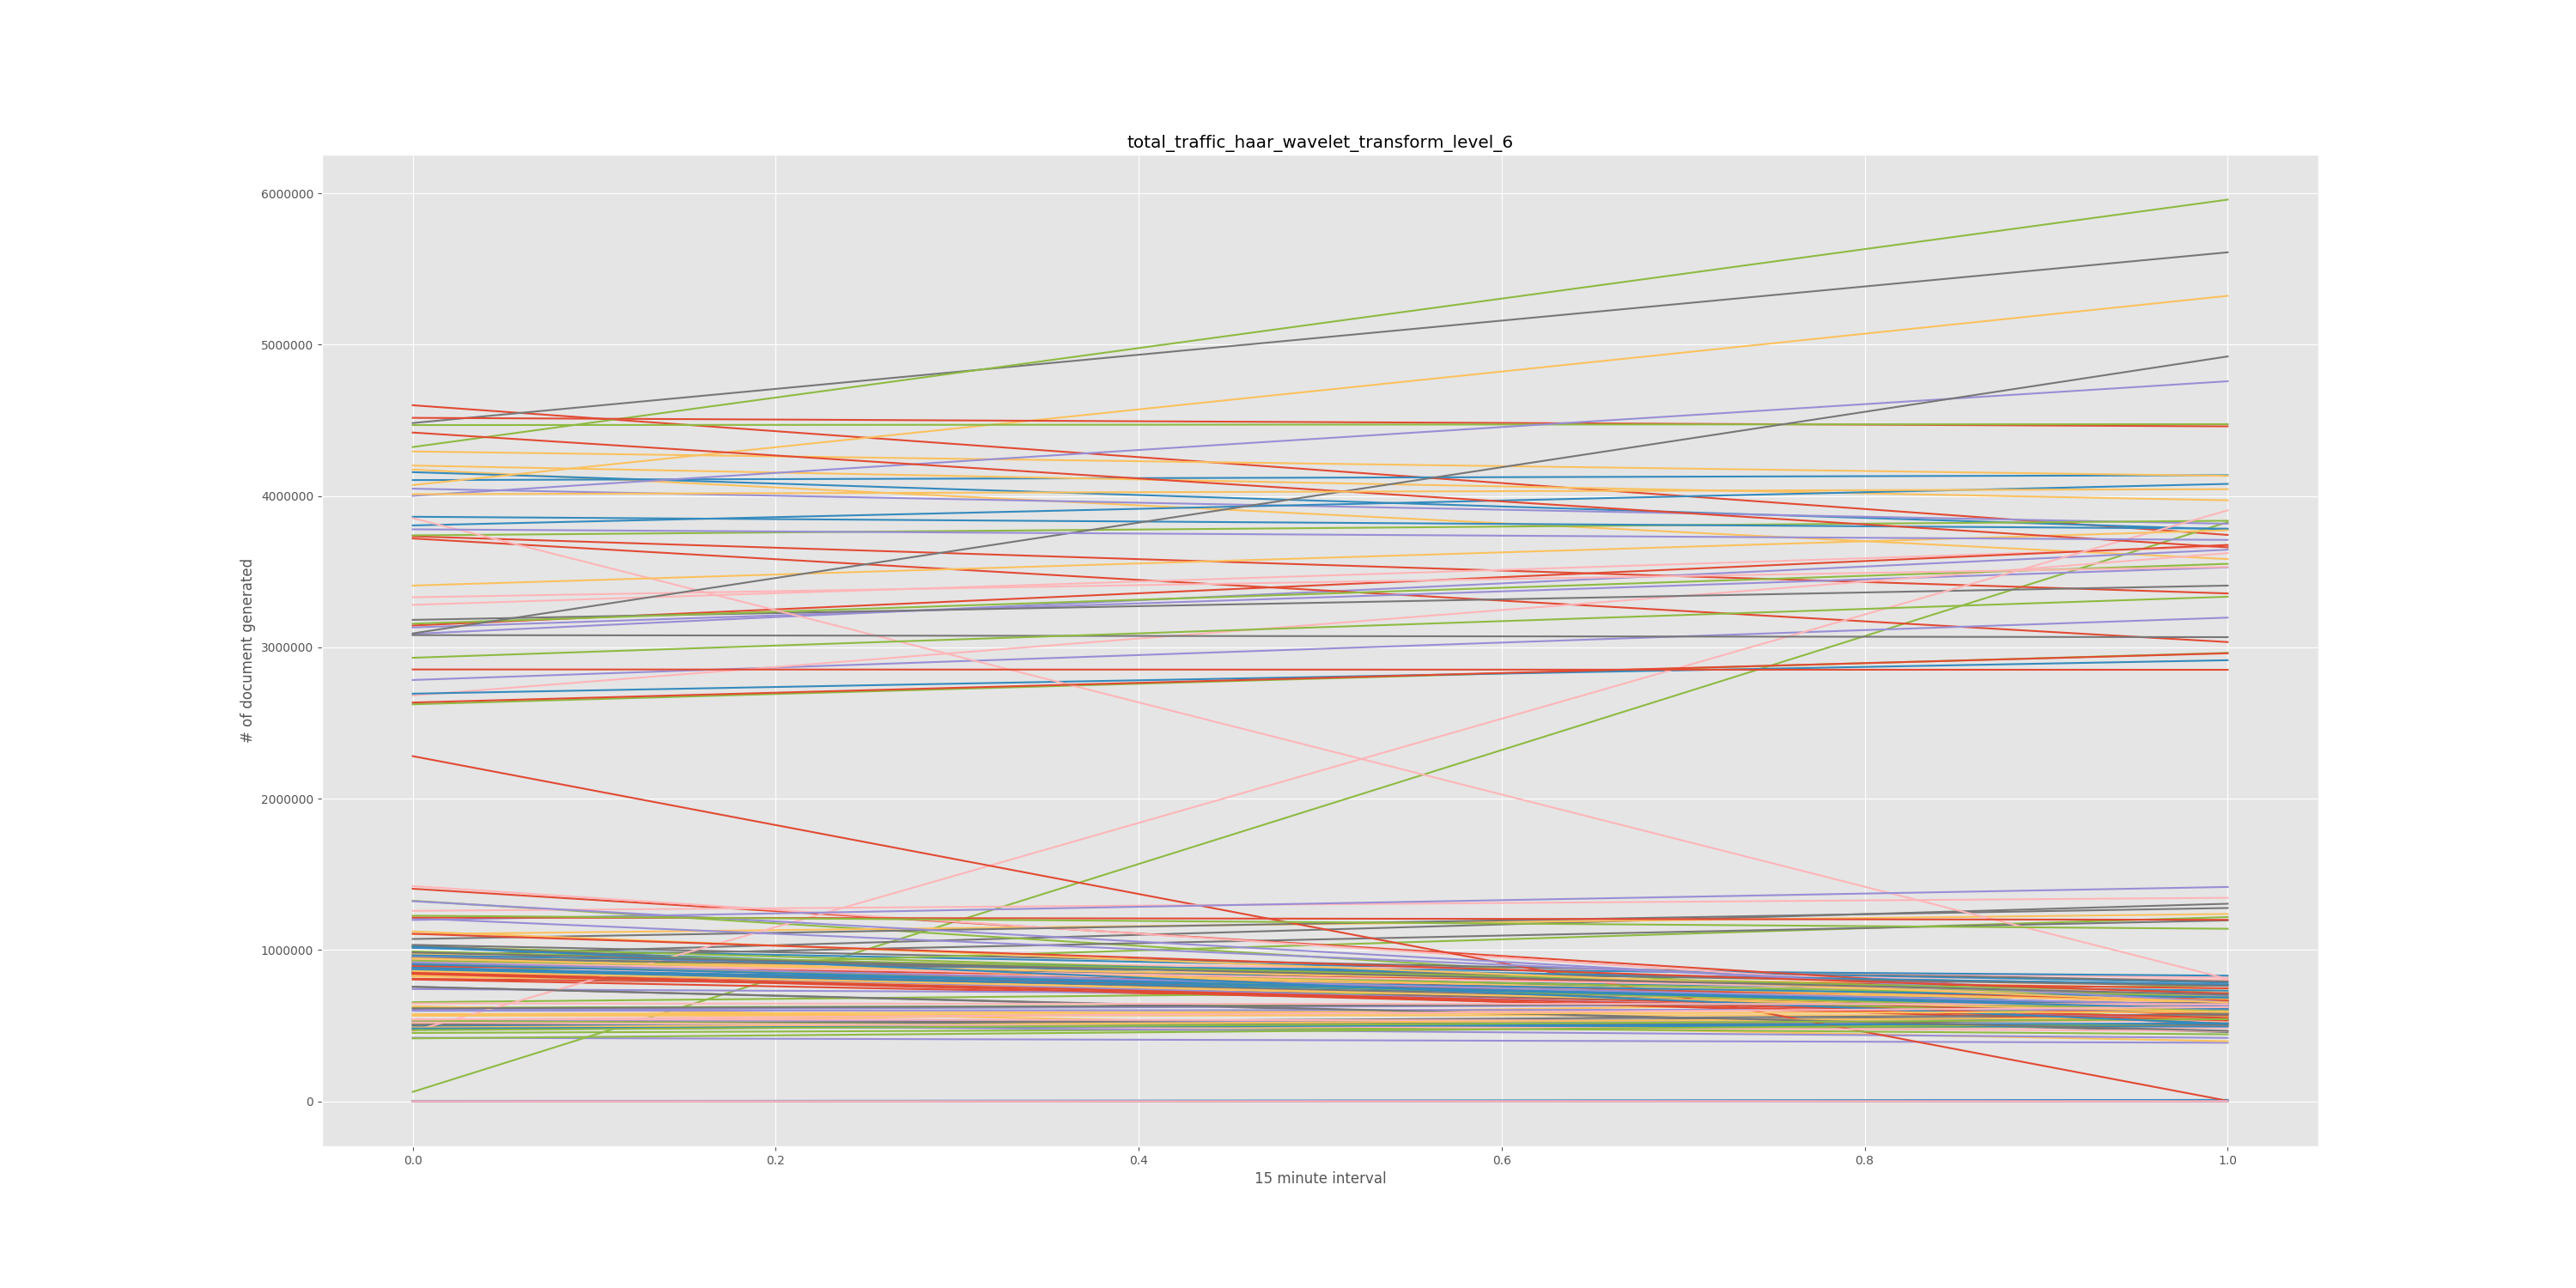 total_traffic_haar_wavelet_transform_level_6
6000000
5000000
4000000
3000000
2000000
1000000
0
# of document generated
0.0 0.2 0.4 0.6 0.8 1.0
15 minute interval